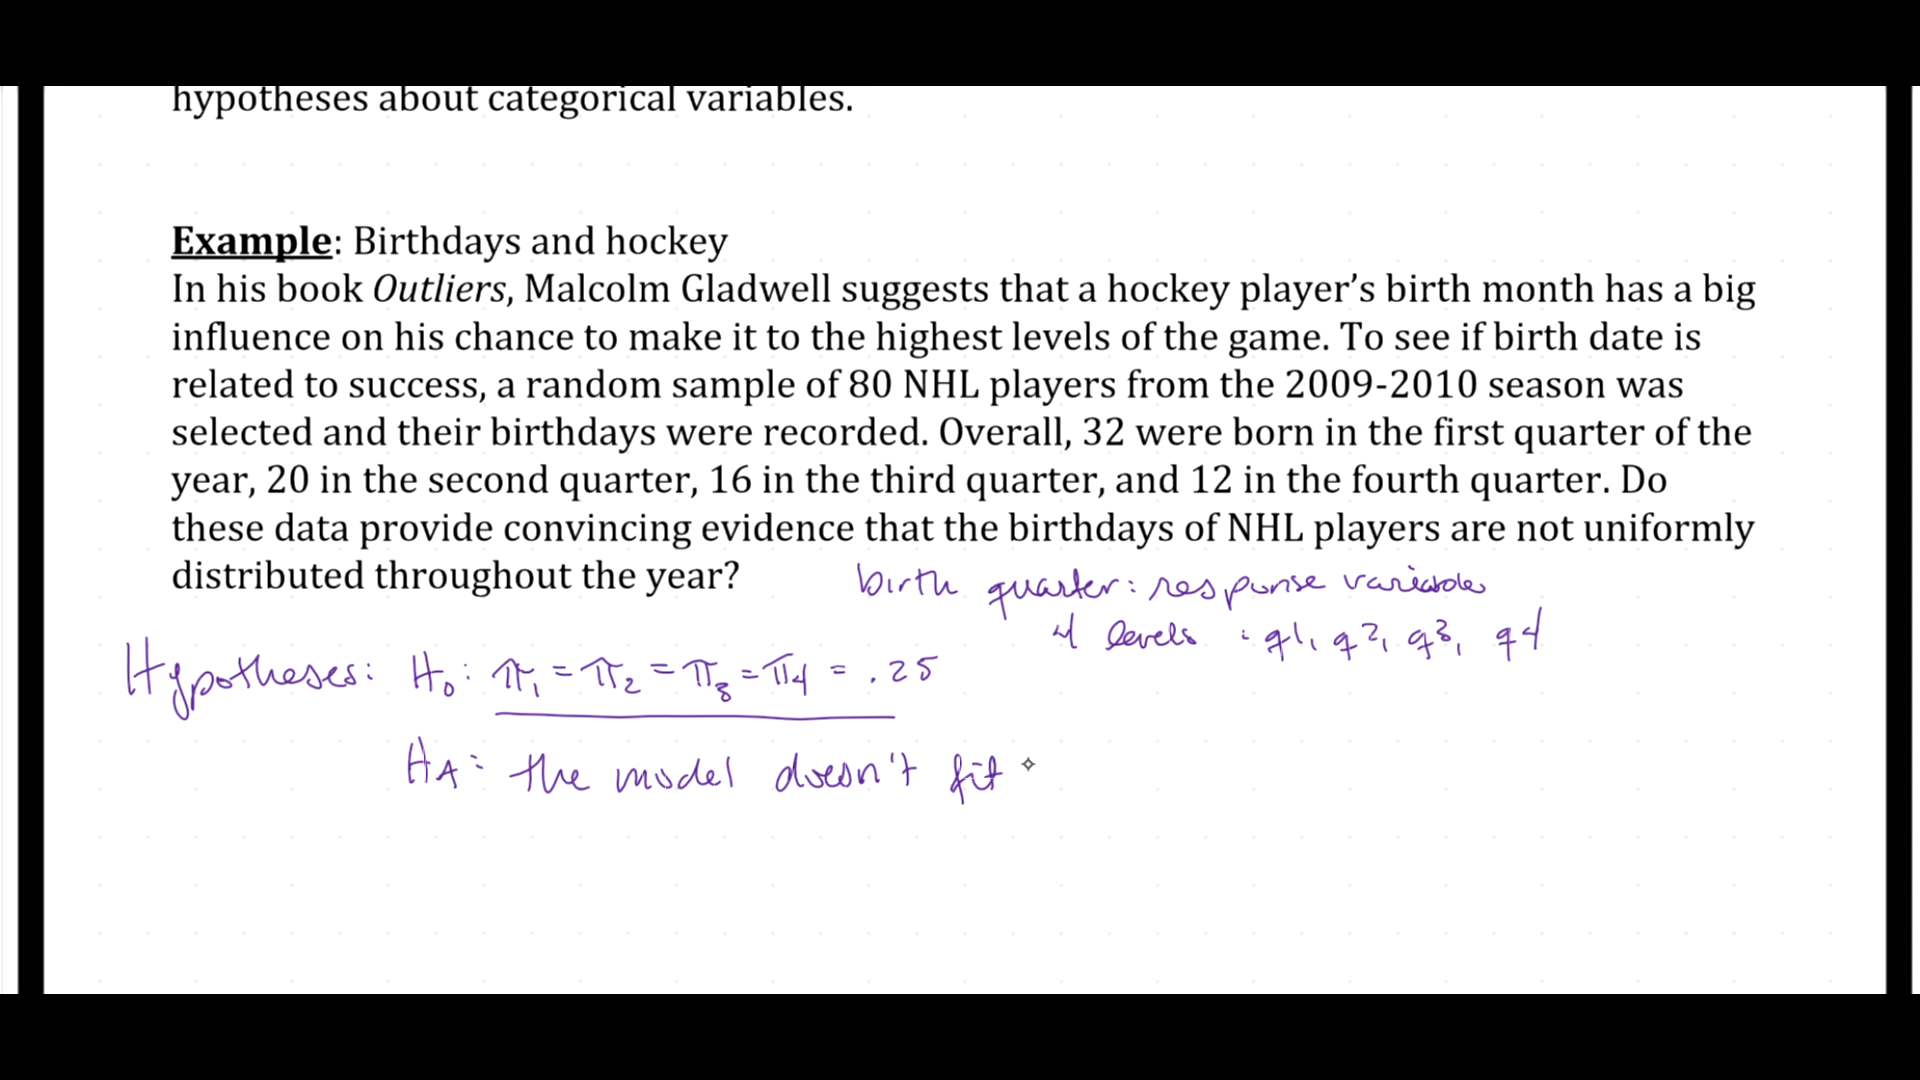 hypotheses about categorical variables.
Example: Birthdays and hockey
In his book Outliers, Malcolm Gladwell suggests that a hockey player’s birth month has a big
influence on his chance to make it to the highest levels of the game. To see if birth date is
related to success, a random sample of 80 NHL players from the 2009-2010 season was
selected and their birthdays were recorded. Overall, 32 were born in the first quarter of the
year, 20 in the second quarter, 16 in the third quarter, and 12 in the fourth quarter. Do
these data provide convincing evidence that the birthdays of NHL players are not uniformly
distributed throughout the year?
birth quarter: response variable
4 levels : q1, q2, q3, q4
Hypotheses: H₀: π₁ = π₂ = π₃ = π₄ = .25
H_A: the model doesn't fit